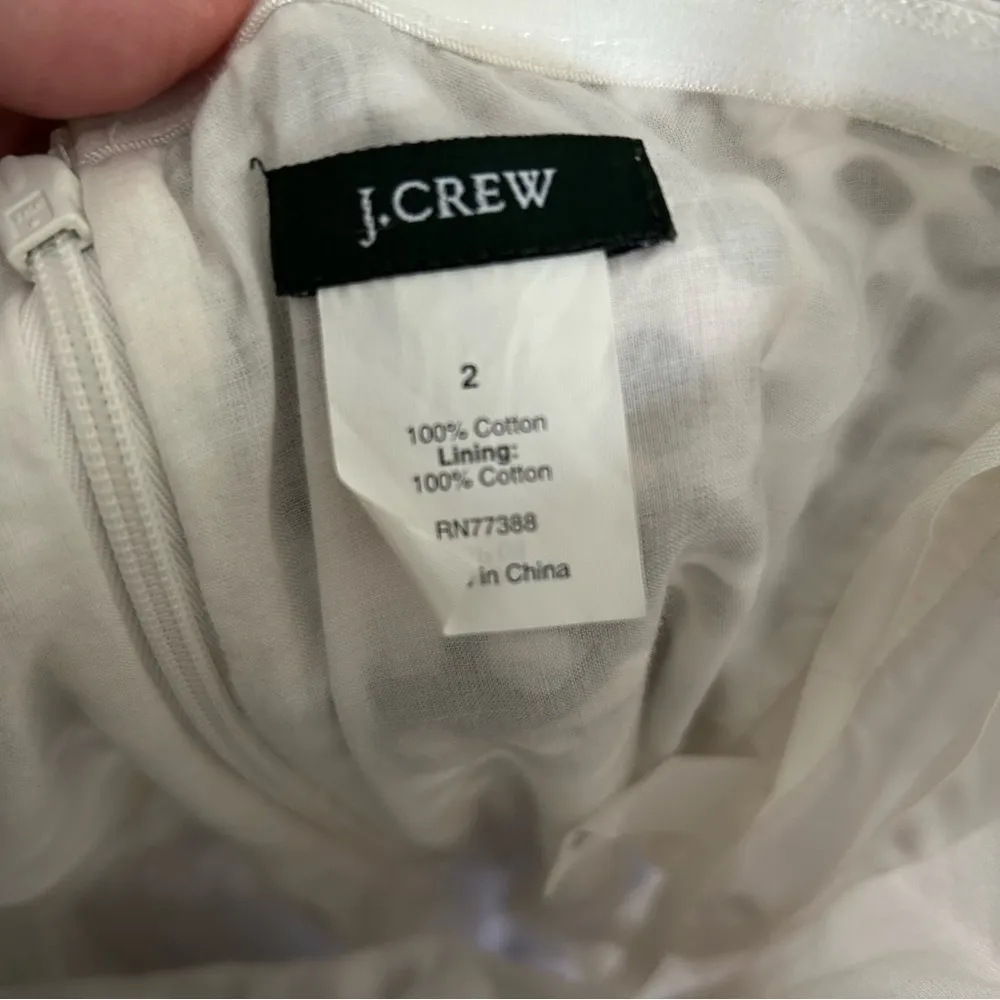 J.CREW
2
100% Cotton
Lining:
100% Cotton
RN77388
in China